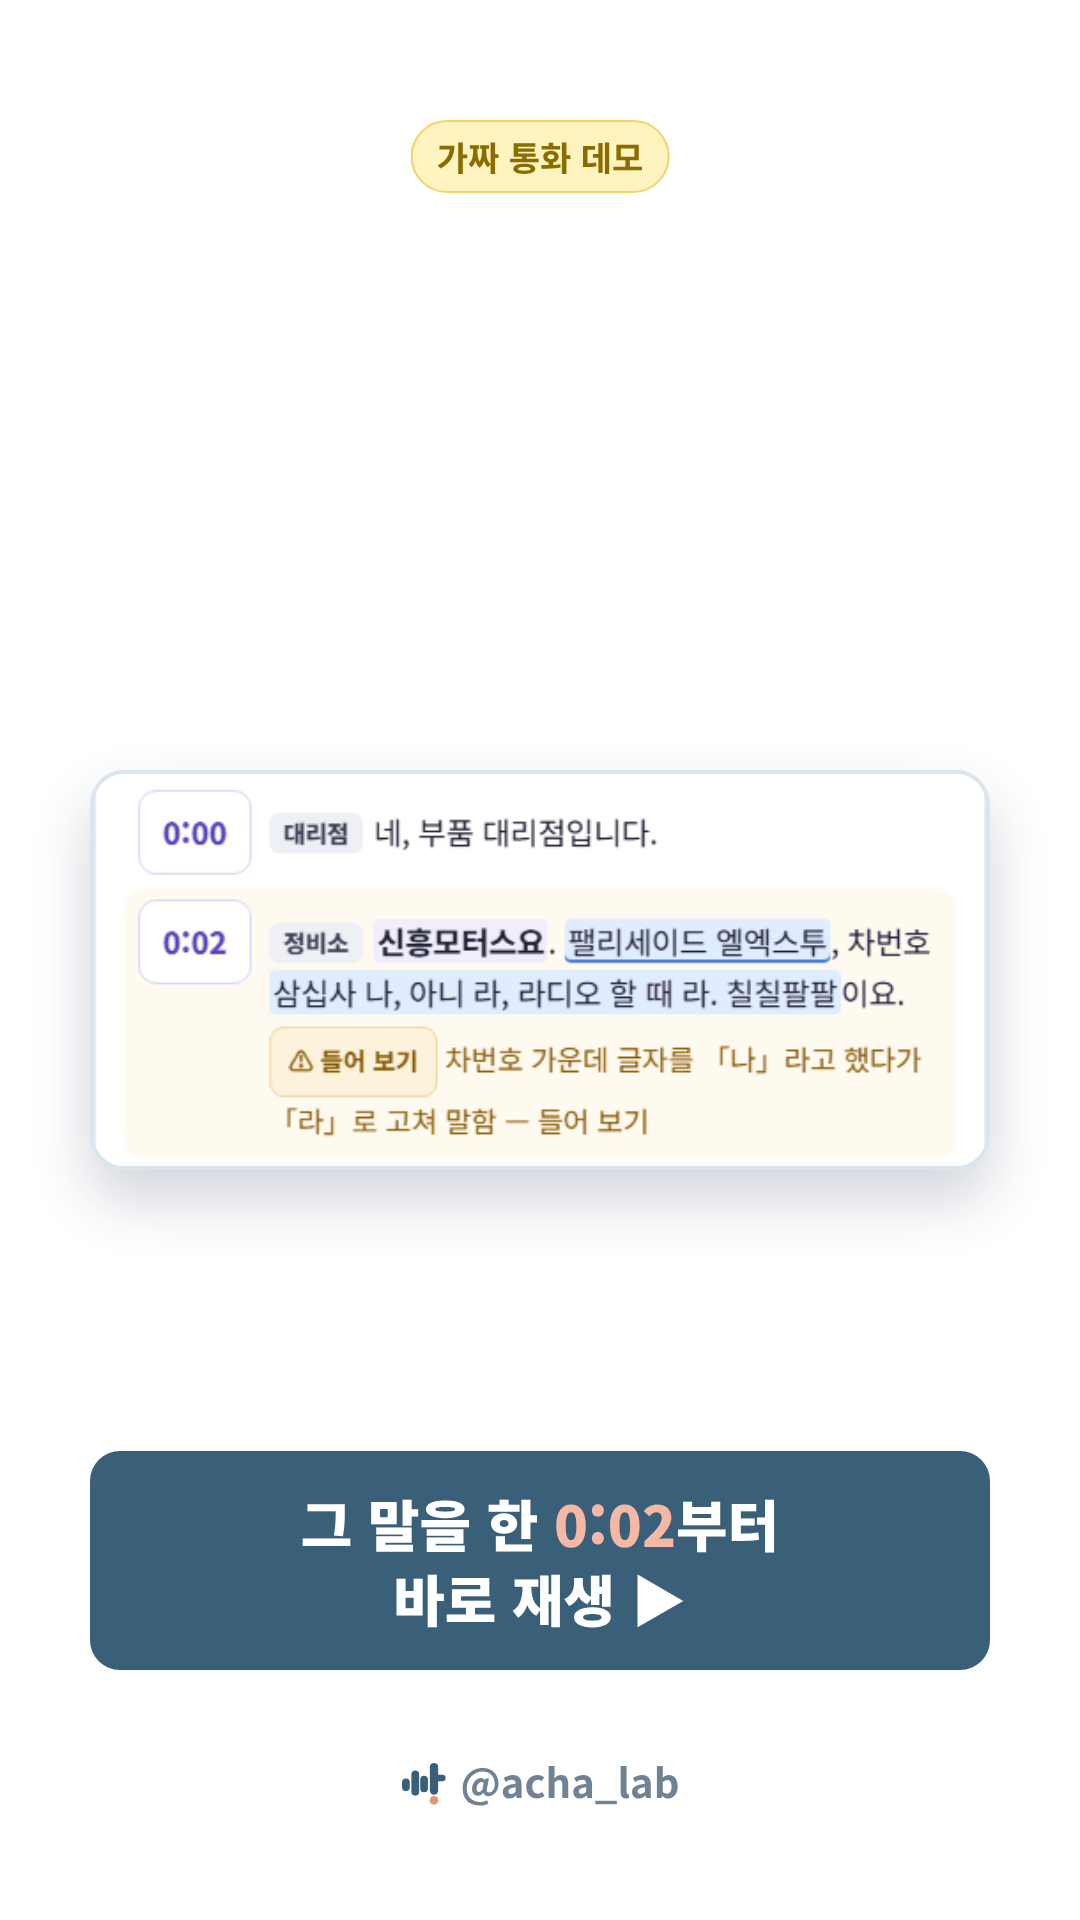 가짜 통화 데모
0:00 대리점 네, 부품 대리점입니다.
0:02 정비소 신흥모터스요. 팰리세이드 엘엑스투, 차번호
삼십사 나, 아니 라, 라디오 할 때 라. 칠칠팔팔이요.
⚠ 들어 보기 차번호 가운데 글자를 「나」라고 했다가
「라」로 고쳐 말함 — 들어 보기
그 말을 한 0:02부터
바로 재생 ▶
@acha_lab